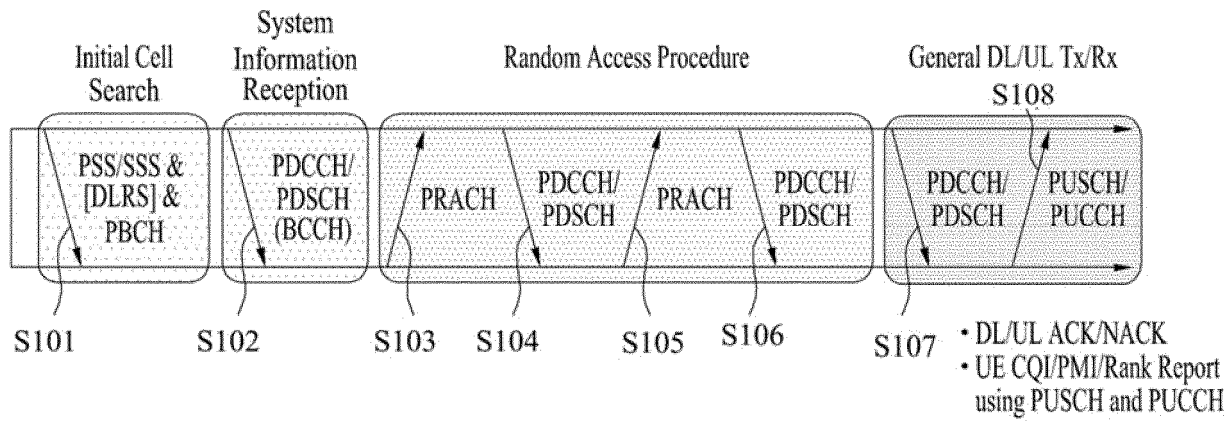 Initial Cell
Search
System
Information
Reception
Random Access Procedure
General DL/UL Tx/Rx
S108
PSS/SSS &
[DLRS] &
PBCH
PDCCH/
PDSCH
(BCCH)
PRACH
PDCCH/
PDSCH
PRACH
PDCCH/
PDSCH
PDCCH/
PDSCH
PUSCH/
PUCCH
S101
S102
S103
S104
S105
S106
S107
• DL/UL ACK/NACK
• UE CQI/PMI/Rank Report
using PUSCH and PUCCH